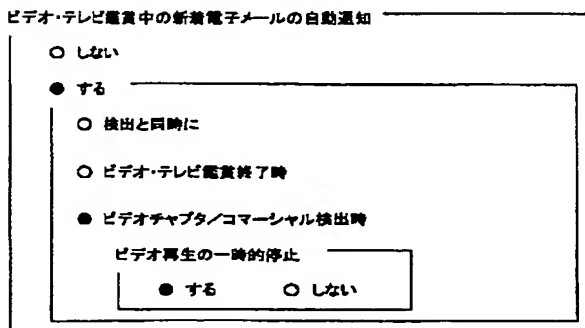 ビデオ・テレビ鑑賞中の新着電子メールの自動通知
○ しない
● する
○ 検出と同時に
○ ビデオ・テレビ鑑賞終了時
● ビデオチャプタ／コマーシャル検出時
ビデオ再生の一時的停止
● する ○ しない